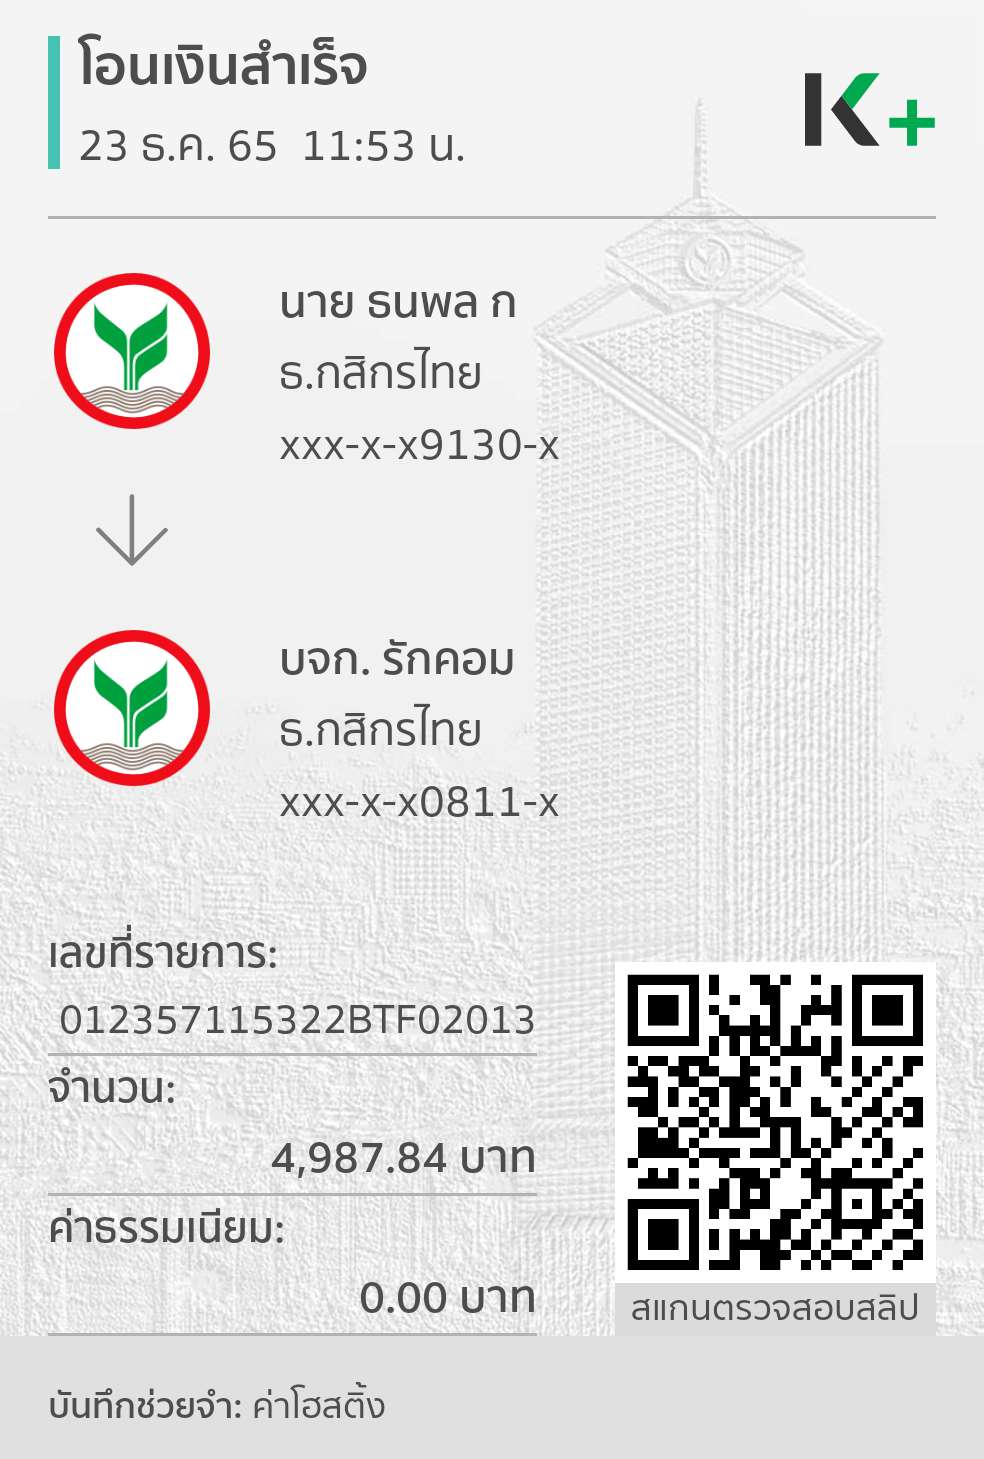 โอนเงินสำเร็จ
23 ธ.ค. 65 11:53 น.
K+
นาย ธนพล ก
ธ.กสิกรไทย
xxx-x-x9130-x
บจก. รักคอม
ธ.กสิกรไทย
xxx-x-x0811-x
เลขที่รายการ:
012357115322BTF02013
จำนวน:
4,987.84 บาท
ค่าธรรมเนียม:
0.00 บาท
สแกนตรวจสอบสลิป
บันทึกช่วยจำ: ค่าโฮสติ้ง